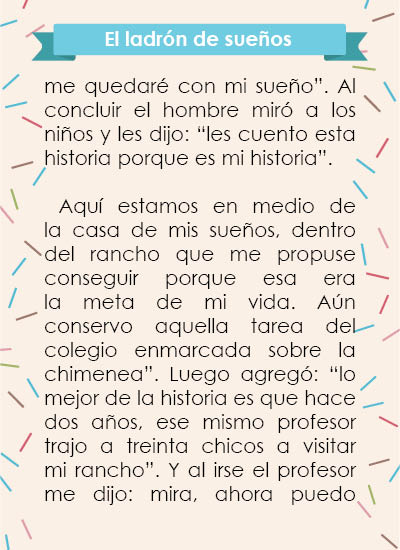 El ladrón de sueños
me quedaré con mi sueño”. Al
concluir el hombre miró a los
niños y les dijo: “les cuento esta
historia porque es mi historia”.
Aquí estamos en medio de
la casa de mis sueños, dentro
del rancho que me propuse
conseguir porque esa era
la meta de mi vida. Aún
conservo aquella tarea del
colegio enmarcada sobre la
chimenea”. Luego agregó: “lo
mejor de la historia es que hace
dos años, ese mismo profesor
trajo a treinta chicos a visitar
mi rancho”. Y al irse el profesor
me dijo: mira, ahora puedo